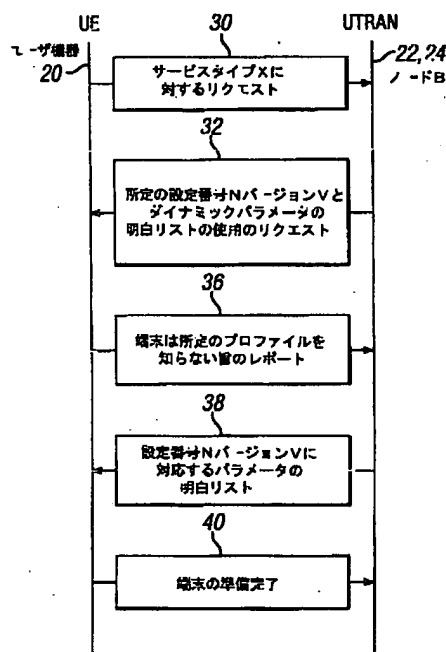 UE
UTRAN
ユーザ機器
20
22,24
ノードB
30
サービスタイプXに
対するリクエスト
32
所定の設定番号NバージョンVと
ダイナミックパラメータの
明白リストの使用のリクエスト
36
端末は所定のプロファイルを
知らない旨のレポート
38
設定番号NバージョンVに
対応するパラメータの
明白リスト
40
端末の準備完了